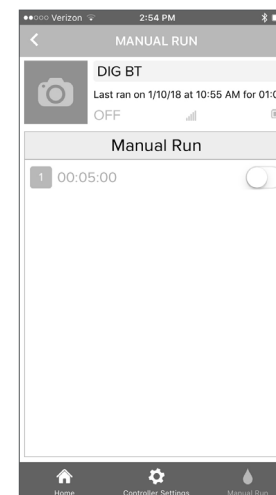 Verizon 2:54 PM
MANUAL RUN
DIG BT
Last ran on 1/10/18 at 10:55 AM for 01:0
OFF
Manual Run
1 00:05:00
Home Controller Settings Manual Run